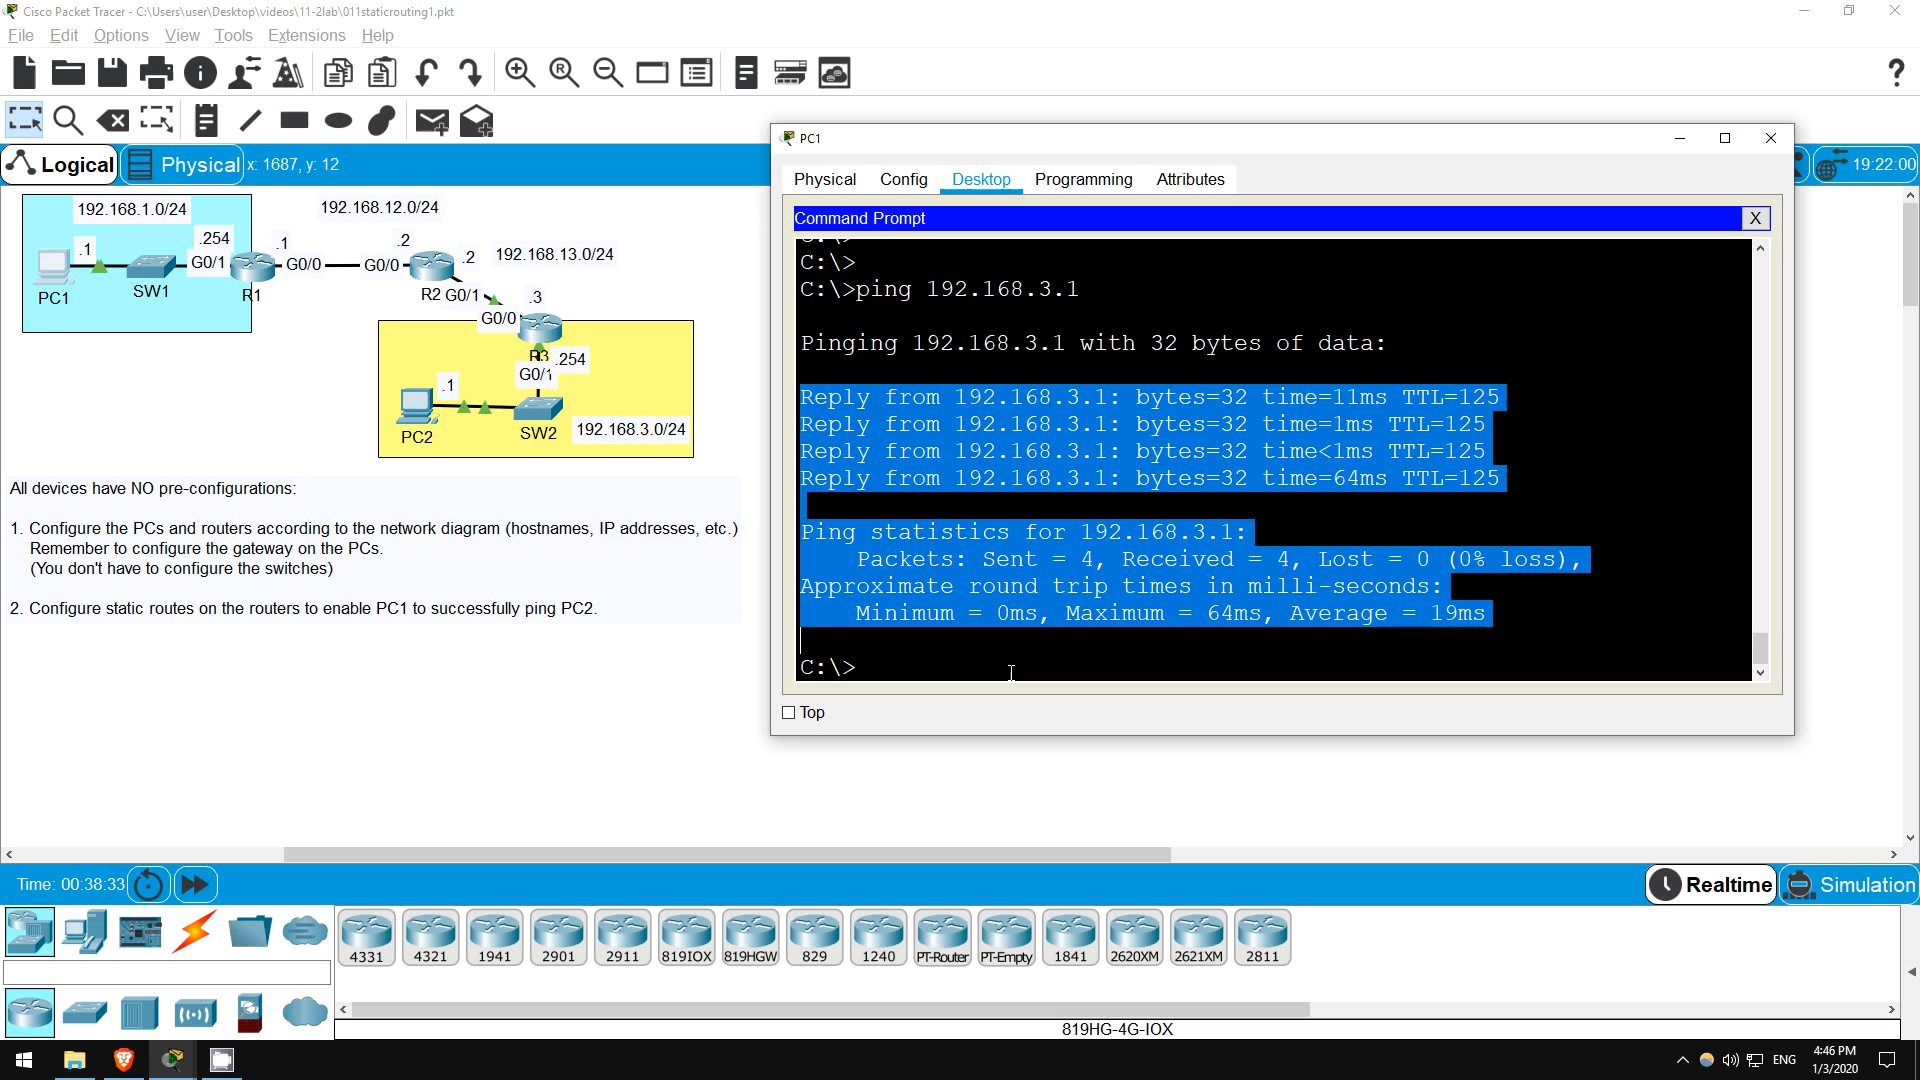 Cisco Packet Tracer - C:\Users\user\Desktop\videos\11-2lab\011staticrouting1.pkt
File Edit Options View Tools Extensions Help
?
Logical Physical x: 1687, y: 12
19:22:00
192.168.1.0/24
192.168.12.0/24
.1
.254
G0/1
.1
G0/0
G0/0
.2
.2
192.168.13.0/24
PC1
SW1
R1
R2 G0/1
.3
G0/0
R3
.254
G0/1
.1
PC2
SW2
192.168.3.0/24
All devices have NO pre-configurations:
1. Configure the PCs and routers according to the network diagram (hostnames, IP addresses, etc.)
Remember to configure the gateway on the PCs.
(You don't have to configure the switches)
2. Configure static routes on the routers to enable PC1 to successfully ping PC2.
PC1
Physical Config Desktop Programming Attributes
Command Prompt
X
C:\>
C:\>
C:\>ping 192.168.3.1
Pinging 192.168.3.1 with 32 bytes of data:
Reply from 192.168.3.1: bytes=32 time=11ms TTL=125
Reply from 192.168.3.1: bytes=32 time=1ms TTL=125
Reply from 192.168.3.1: bytes=32 time<1ms TTL=125
Reply from 192.168.3.1: bytes=32 time=64ms TTL=125
Ping statistics for 192.168.3.1:
Packets: Sent = 4, Received = 4, Lost = 0 (0% loss),
Approximate round trip times in milli-seconds:
Minimum = 0ms, Maximum = 64ms, Average = 19ms
C:\>
Top
Time: 00:38:33
Realtime Simulation
4331 4321 1941 2901 2911 819IOX 819HGW 829 1240 PT-Router PT-Empty 1841 2620XM 2621XM 2811
819HG-4G-IOX
ENG
4:46 PM
1/3/2020